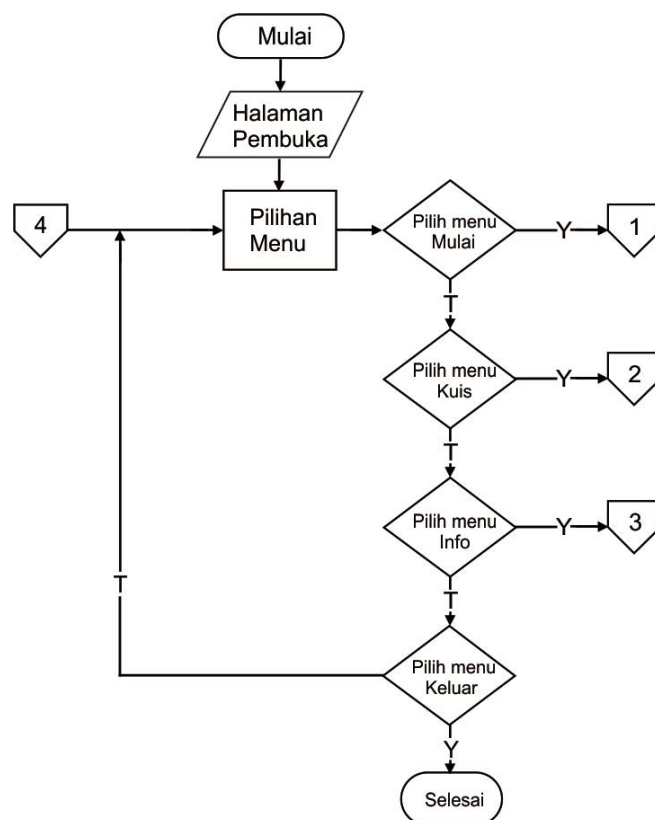 Mulai
Halaman
Pembuka
4
Pilihan
Menu
Pilih menu
Mulai
Y
1
T
Pilih menu
Kuis
Y
2
T
Pilih menu
Info
Y
3
T
T
Pilih menu
Keluar
Y
Selesai